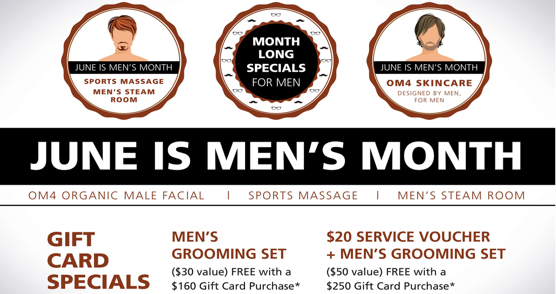 JUNE IS MEN'S MONTH
SPORTS MASSAGE
MEN'S STEAM
ROOM
MONTH
LONG
SPECIALS
FOR MEN
JUNE IS MEN'S MONTH
OM4 SKINCARE
DESIGNED BY MEN,
FOR MEN
JUNE IS MEN'S MONTH
OM4 ORGANIC MALE FACIAL | SPORTS MASSAGE | MEN'S STEAM ROOM
GIFT
CARD
SPECIALS
MEN'S
GROOMING SET
($30 value) FREE with a
$160 Gift Card Purchase*
$20 SERVICE VOUCHER
+ MEN'S GROOMING SET
($50 value) FREE with a
$250 Gift Card Purchase*